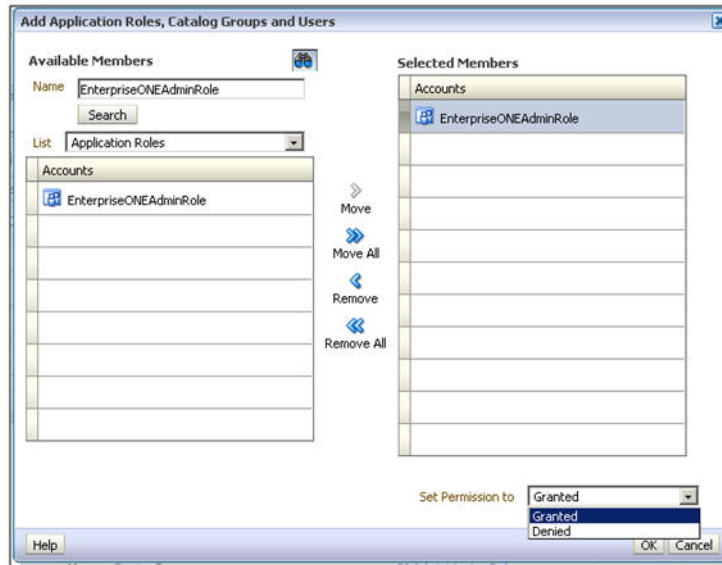 Add Application Roles, Catalog Groups and Users
Available Members
Name EnterpriseONEAdminRole
Search
List Application Roles
Accounts
EnterpriseONEAdminRole
Move
Move All
Remove
Remove All
Selected Members
Accounts
EnterpriseONEAdminRole
Set Permission to Granted
Granted
Denied
Help
OK Cancel